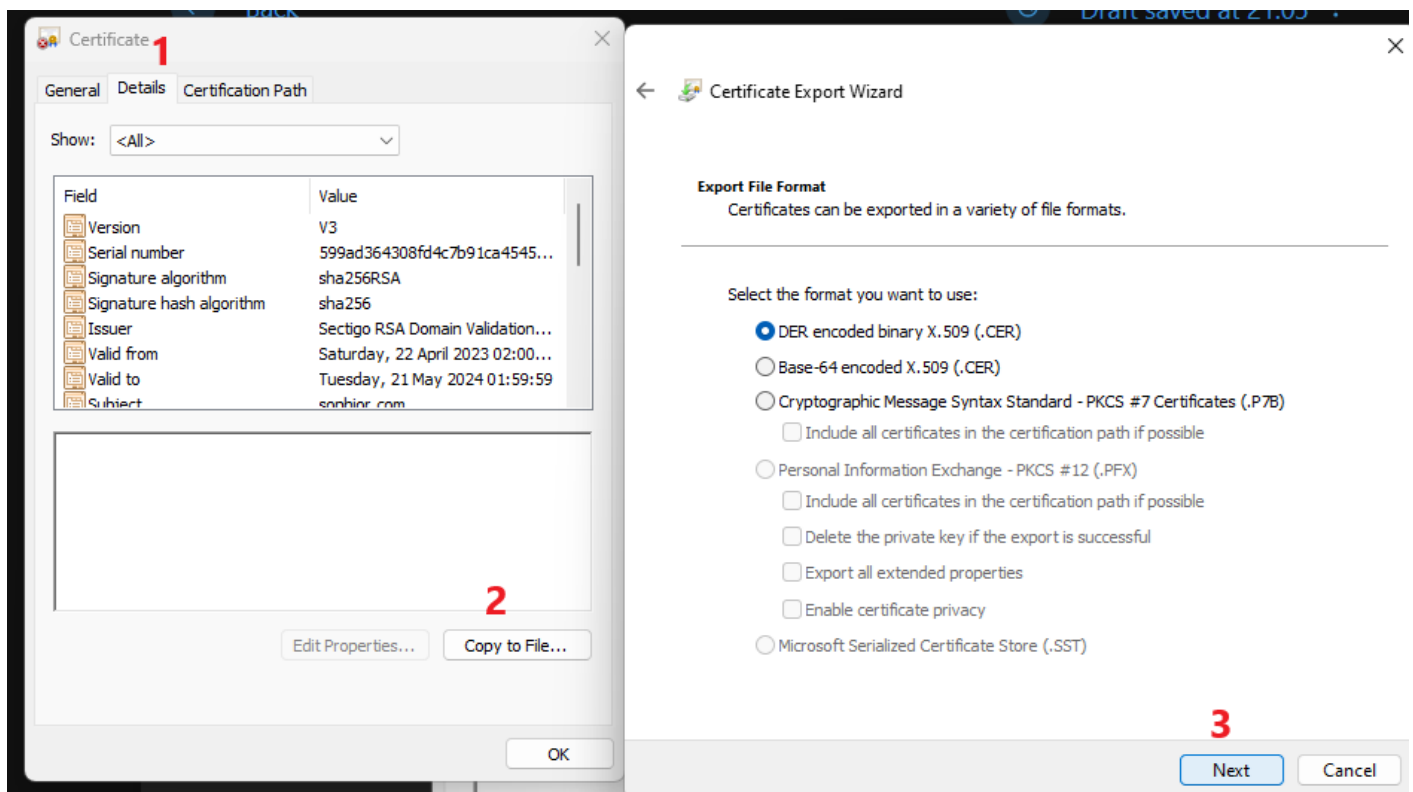 Back
Draft saved at 21:05
Certificate
1
General Details Certification Path
Show: <All>
Field Value
Version V3
Serial number 599ad364308fd4c7b91ca4545...
Signature algorithm sha256RSA
Signature hash algorithm sha256
Issuer Sectigo RSA Domain Validation...
Valid from Saturday, 22 April 2023 02:00...
Valid to Tuesday, 21 May 2024 01:59:59
Subject
2
Edit Properties... Copy to File...
OK
Certificate Export Wizard
Export File Format
Certificates can be exported in a variety of file formats.
Select the format you want to use:
DER encoded binary X.509 (.CER)
Base-64 encoded X.509 (.CER)
Cryptographic Message Syntax Standard - PKCS #7 Certificates (.P7B)
Include all certificates in the certification path if possible
Personal Information Exchange - PKCS #12 (.PFX)
Include all certificates in the certification path if possible
Delete the private key if the export is successful
Export all extended properties
Enable certificate privacy
Microsoft Serialized Certificate Store (.SST)
3
Next Cancel